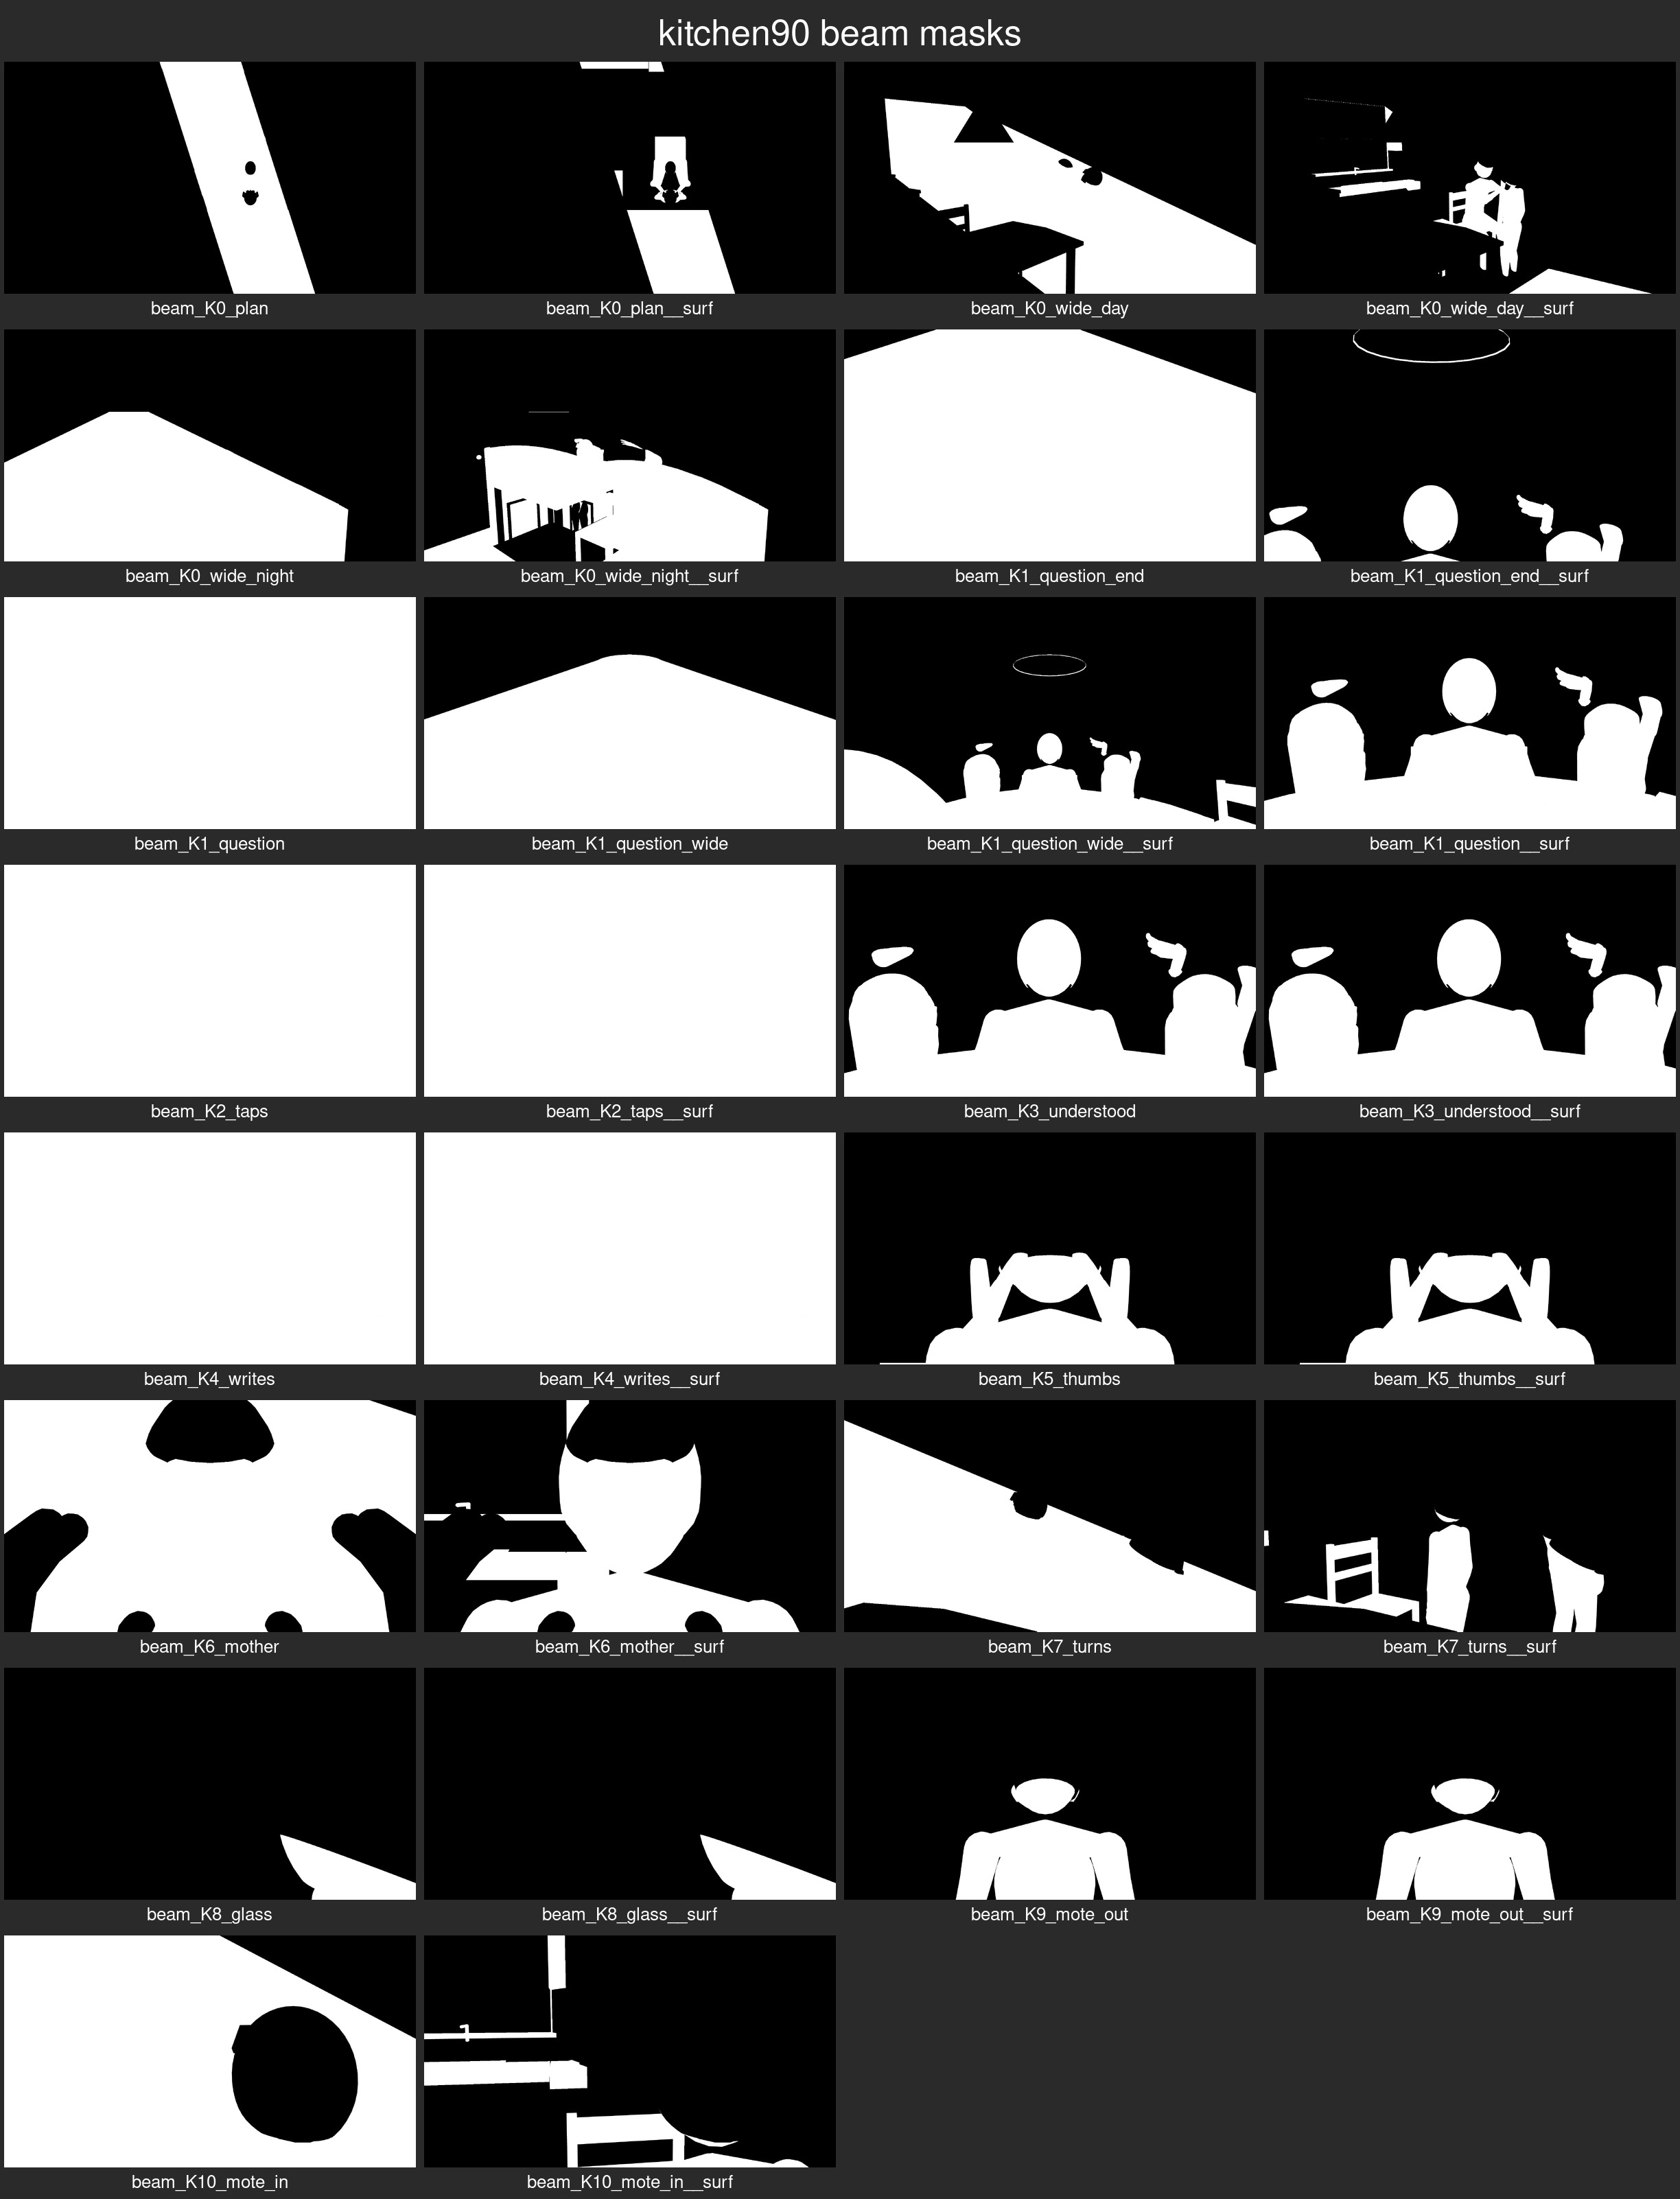 kitchen90 beam masks
beam_K0_plan
beam_K0_plan__surf
beam_K0_wide_day
beam_K0_wide_day__surf
beam_K0_wide_night
beam_K0_wide_night__surf
beam_K1_question_end
beam_K1_question_end__surf
beam_K1_question
beam_K1_question_wide
beam_K1_question_wide__surf
beam_K1_question__surf
beam_K2_taps
beam_K2_taps__surf
beam_K3_understood
beam_K3_understood__surf
beam_K4_writes
beam_K4_writes__surf
beam_K5_thumbs
beam_K5_thumbs__surf
beam_K6_mother
beam_K6_mother__surf
beam_K7_turns
beam_K7_turns__surf
beam_K8_glass
beam_K8_glass__surf
beam_K9_mote_out
beam_K9_mote_out__surf
beam_K10_mote_in
beam_K10_mote_in__surf